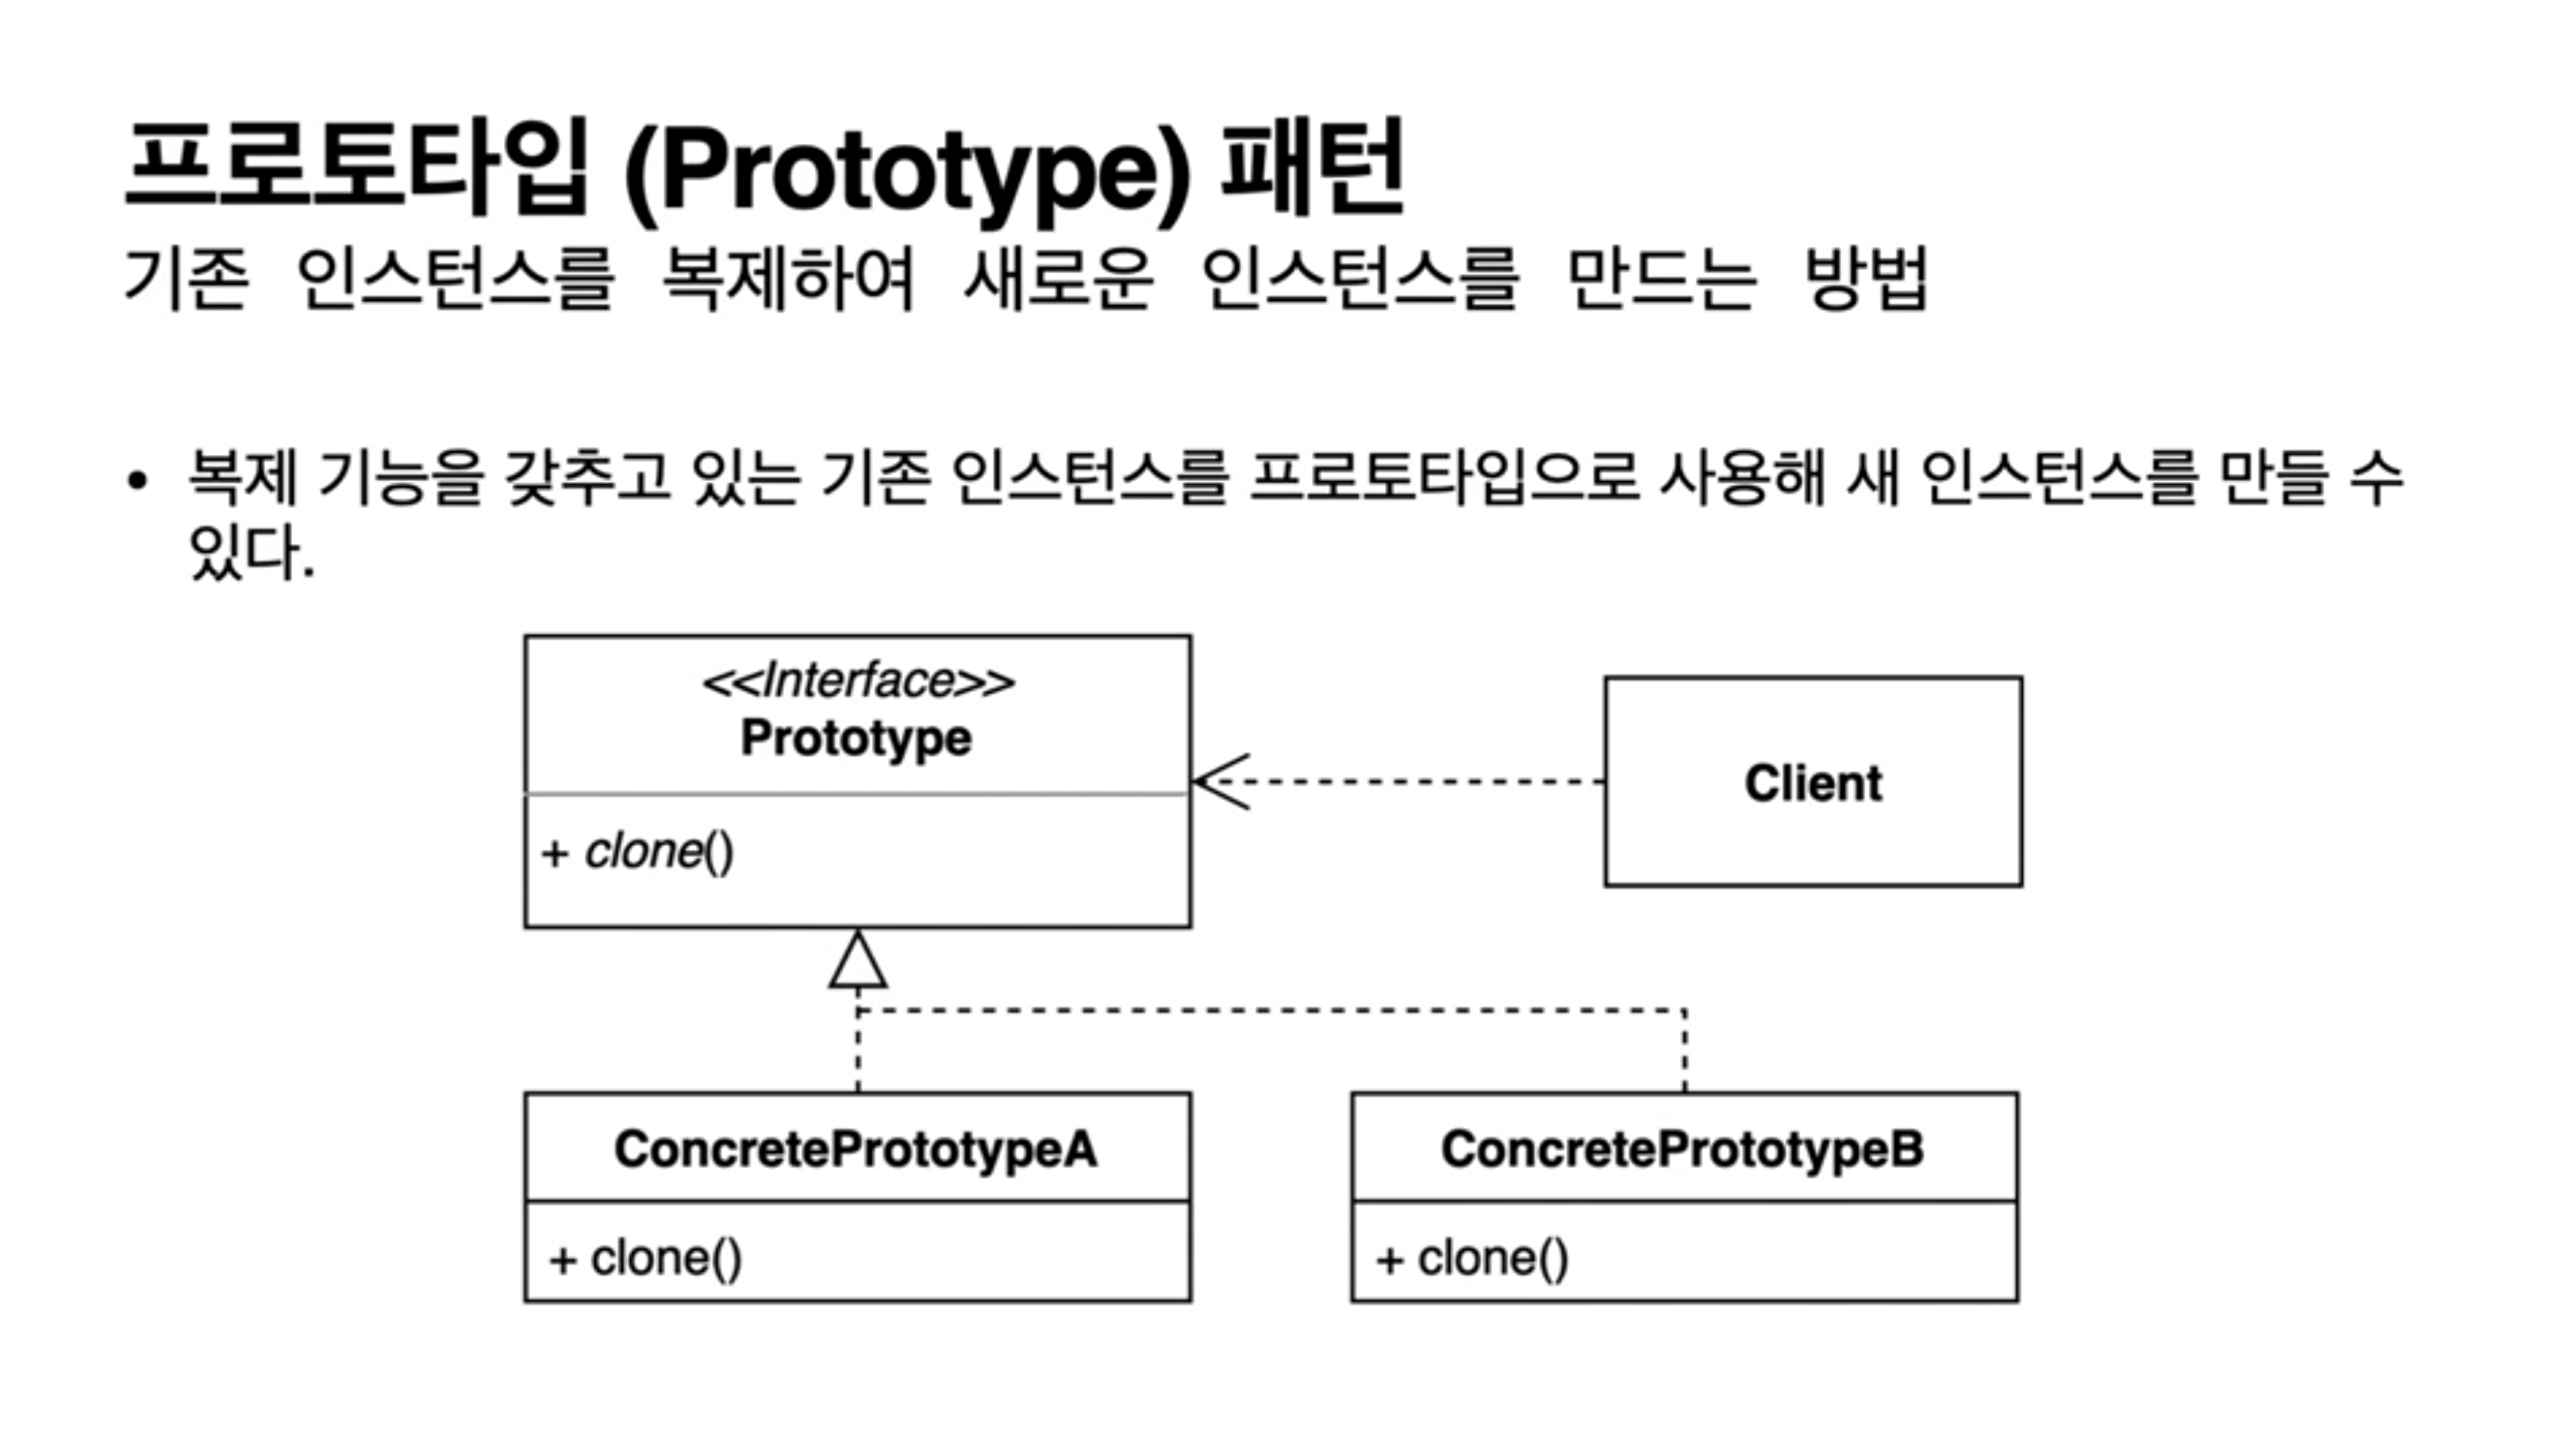 프로토타입 (Prototype) 패턴
기존 인스턴스를 복제하여 새로운 인스턴스를 만드는 방법
• 복제 기능을 갖추고 있는 기존 인스턴스를 프로토타입으로 사용해 새 인스턴스를 만들 수
있다.
<<Interface>>
Prototype
+ clone()
Client
ConcretePrototypeA
+ clone()
ConcretePrototypeB
+ clone()